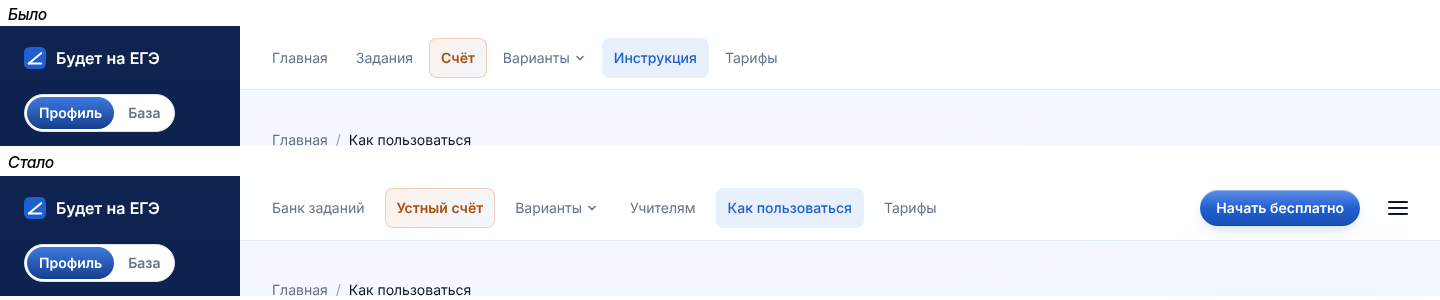 Было
Будет на ЕГЭ
Главная Задания Счёт Варианты Инструкция Тарифы
Профиль База
Главная / Как пользоваться
Стало
Будет на ЕГЭ
Банк заданий Устный счёт Варианты Учителям Как пользоваться Тарифы Начать бесплатно
Профиль База
Главная / Как пользоваться